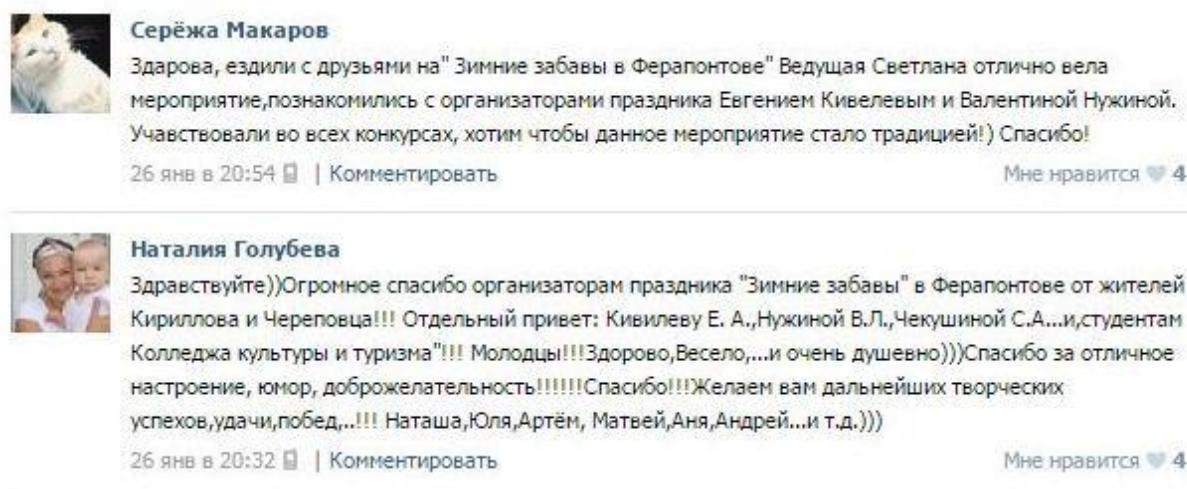 Серёжа Макаров
Здарова, ездили с друзьями на" Зимние забавы в Ферапонтове" Ведущая Светлана отлично вела
мероприятие,познакомились с организаторами праздника Евгением Кивелевым и Валентиной Нужиной.
Учавствовали во всех конкурсах, хотим чтобы данное мероприятие стало традицией!) Спасибо!
26 янв в 20:54 | Комментировать Мне нравится 4
Наталия Голубева
Здравствуйте))Огромное спасибо организаторам праздника "Зимние забавы" в Ферапонтове от жителей
Кириллова и Череповца!!! Отдельный привет: Кивилеву Е. А.,Нужиной В.Л.,Чекушиной С.А...и,студентам
Колледжа культуры и туризма"!!! Молодцы!!!Здорово,Весело,...и очень душевно)))Спасибо за отличное
настроение, юмор, доброжелательность!!!!!!Спасибо!!!Желаем вам дальнейших творческих
успехов,удачи,побед,..!!! Наташа,Юля,Артём, Матвей,Аня,Андрей...и т.д.)))
26 янв в 20:32 | Комментировать Мне нравится 4